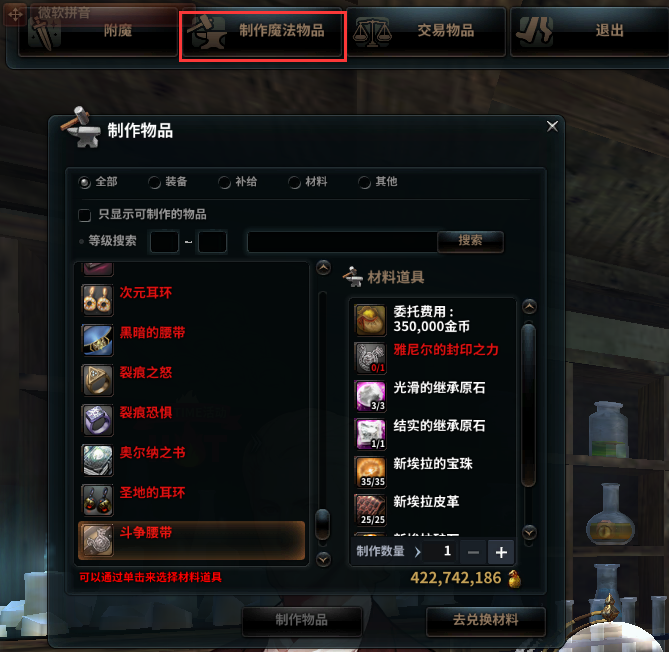 微软拼音
附魔
制作魔法物品
交易物品
退出
制作物品
全部
装备
补给
材料
其他
只显示可制作的物品
等级搜索
~
搜索
次元耳环
黑暗的腰带
裂痕之怒
裂痕恐惧
奥尔纳之书
圣地的耳环
斗争腰带
可以通过单击来选择材料道具
材料道具
委托费用：
350,000金币
雅尼尔的封印之力
0/1
光滑的继承原石
3/3
结实的继承原石
1/1
新埃拉的宝珠
35/35
新埃拉皮革
25/25
制作数量
1
422,742,186
制作物品
去兑换材料